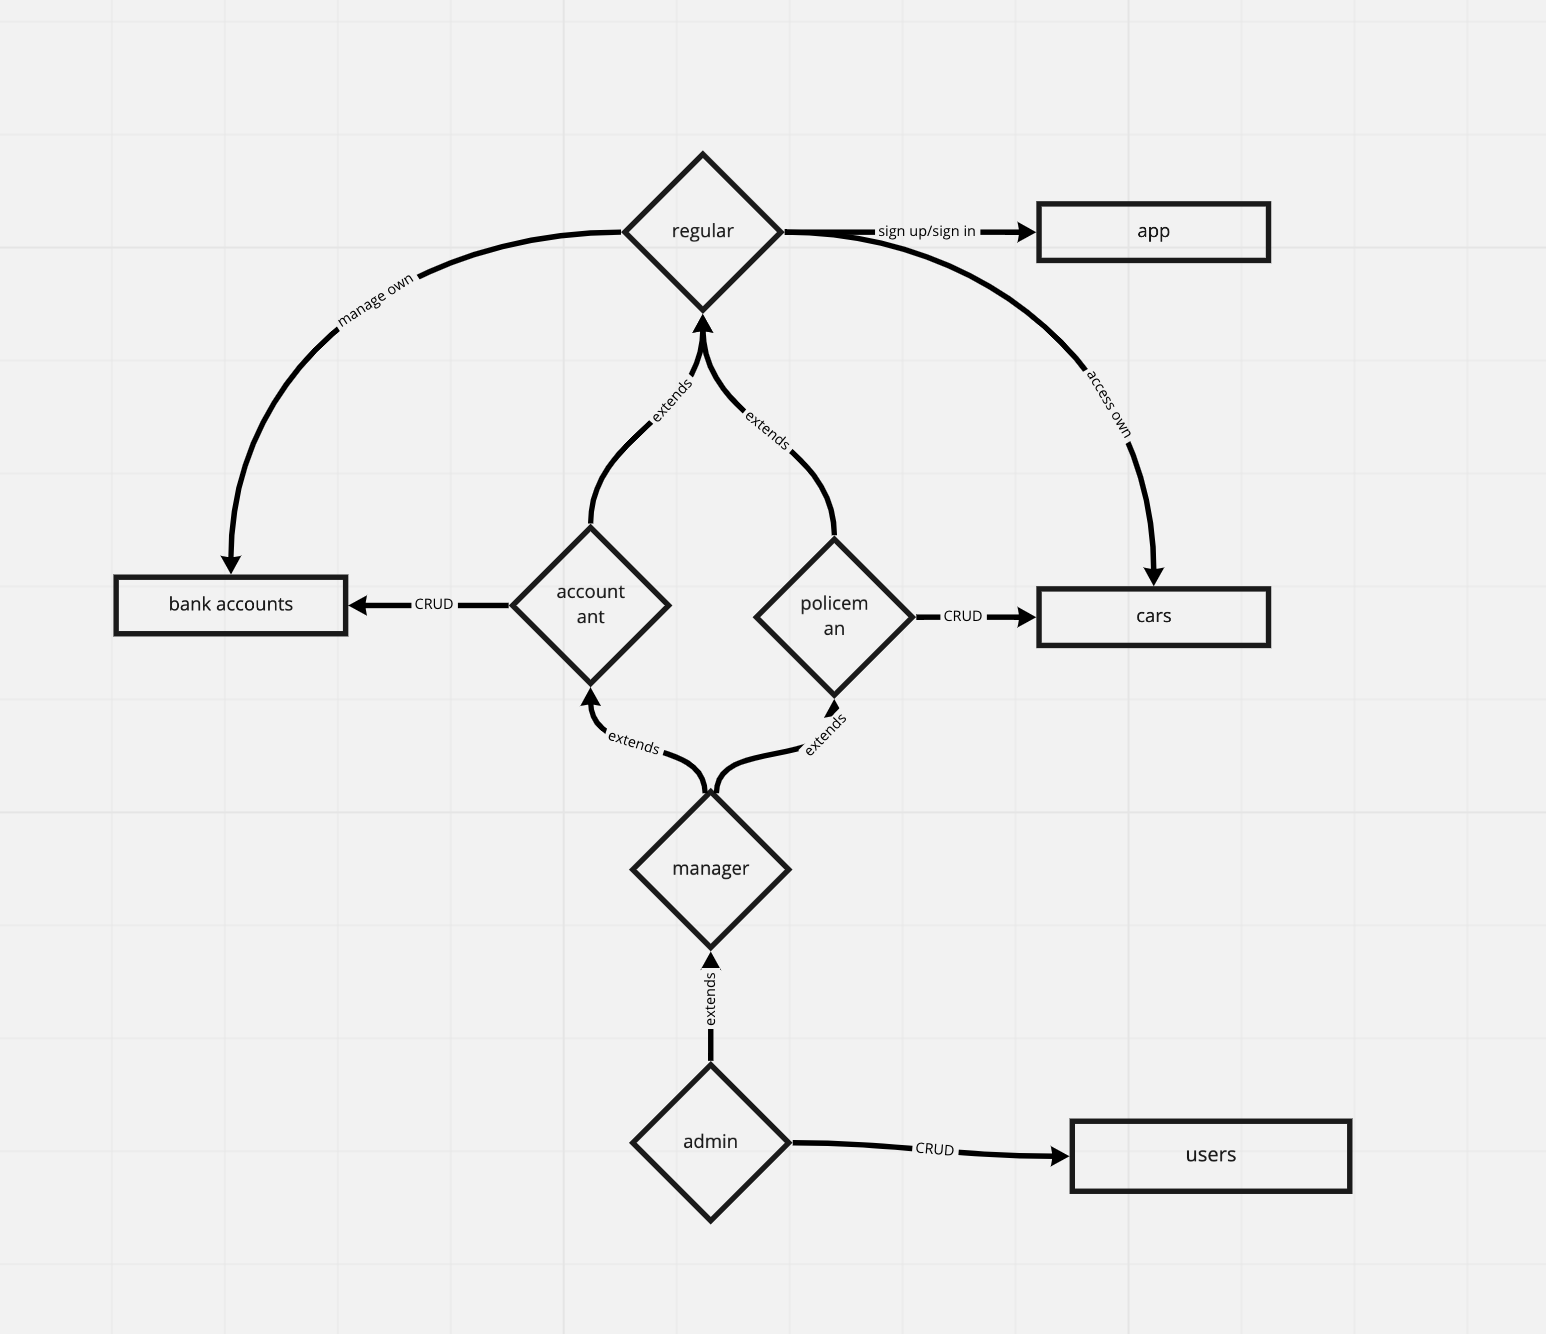 regular
sign up/sign in
app
manage own
access own
extends
extends
bank accounts
CRUD
account
ant
policem
an
CRUD
cars
extends
extends
manager
extends
admin
CRUD
users